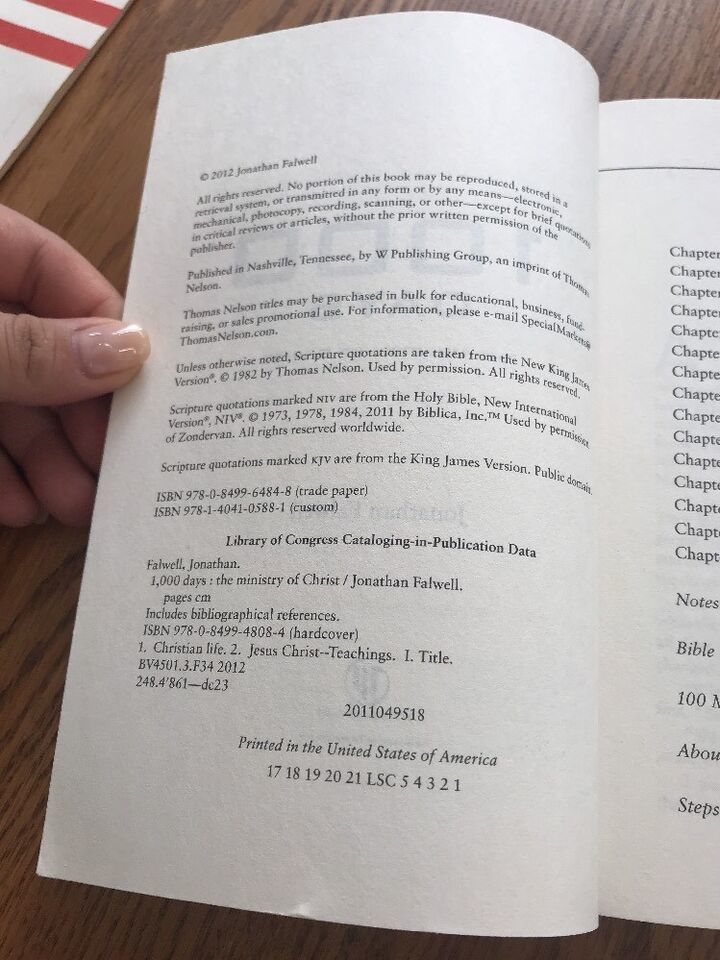 © 2012 Jonathan Falwell
All rights reserved. No portion of this book may be reproduced, stored in a
retrieval system, or transmitted in any form or by any means—electronic,
mechanical, photocopy, recording, scanning, or other—except for brief quotations
in critical reviews or articles, without the prior written permission of the
publisher.
Published in Nashville, Tennessee, by W Publishing Group, an imprint of Thomas
Nelson.
Thomas Nelson titles may be purchased in bulk for educational, business, fund-
raising, or sales promotional use. For information, please e-mail SpecialMarkets@
ThomasNelson.com.
Unless otherwise noted, Scripture quotations are taken from the New King James
Version®, © 1982 by Thomas Nelson. Used by permission. All rights reserved.
Scripture quotations marked NIV are from the Holy Bible, New International
Version®, NIV®. © 1973, 1978, 1984, 2011 by Biblica, Inc.™ Used by permission
of Zondervan. All rights reserved worldwide.
Scripture quotations marked KJV are from the King James Version. Public domain.
ISBN 978-0-8499-6484-8 (trade paper)
ISBN 978-1-4041-0588-1 (custom)
Library of Congress Cataloging-in-Publication Data
Falwell, Jonathan.
1,000 days : the ministry of Christ / Jonathan Falwell.
pages cm
Includes bibliographical references.
ISBN 978-0-8499-4808-4 (hardcover)
1. Christian life. 2. Jesus Christ--Teachings. I. Title.
BV4501.3.F34 2012
248.4'861—dc23
2011049518
Printed in the United States of America
17 18 19 20 21 LSC 5 4 3 2 1
Chapter
Chapter
Chapter
Chapter
Chapter
Chapter
Chapte
Chapte
Chapte
Chapte
Chapte
Chapte
Chapte
Chapte
Chapt
Notes
Bible
100 M
Abou
Steps